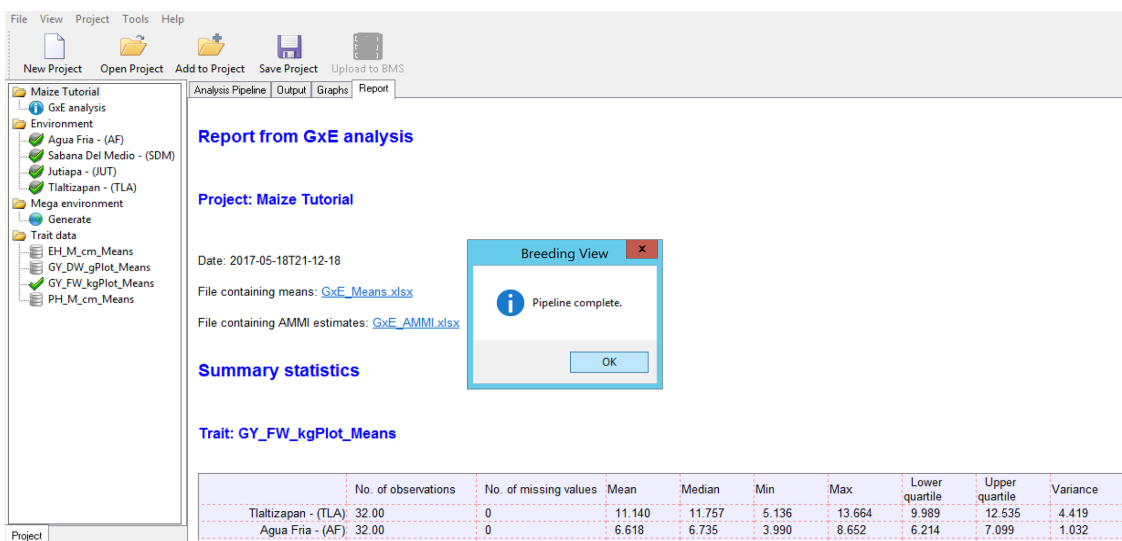 File View Project Tools Help
New Project Open Project Add to Project Save Project Upload to BMS
Maize Tutorial
GxE analysis
Environment
Agua Fria - (AF)
Sabana Del Medio - (SDM)
Jutiapa - (JUT)
Tlaltizapan - (TLA)
Mega environment
Generate
Trait data
EH_M_cm_Means
GY_DW_gPlot_Means
GY_FW_kgPlot_Means
PH_M_cm_Means
Project
Analysis Pipeline Output Graphs Report
Report from GxE analysis
Project: Maize Tutorial
Date: 2017-05-18T21-12-18
File containing means: GxE_Means.xlsx
File containing AMMI estimates: GxE_AMMI.xlsx
Summary statistics
Trait: GY_FW_kgPlot_Means
No. of observations No. of missing values Mean Median Min Max Lower quartile Upper quartile Variance
Tlaltizapan - (TLA) 32.00 0 11.140 11.757 5.136 13.664 9.989 12.535 4.419
Agua Fria - (AF) 32.00 0 6.618 6.735 3.990 8.652 6.214 7.099 1.032
Breeding View x
Pipeline complete.
OK